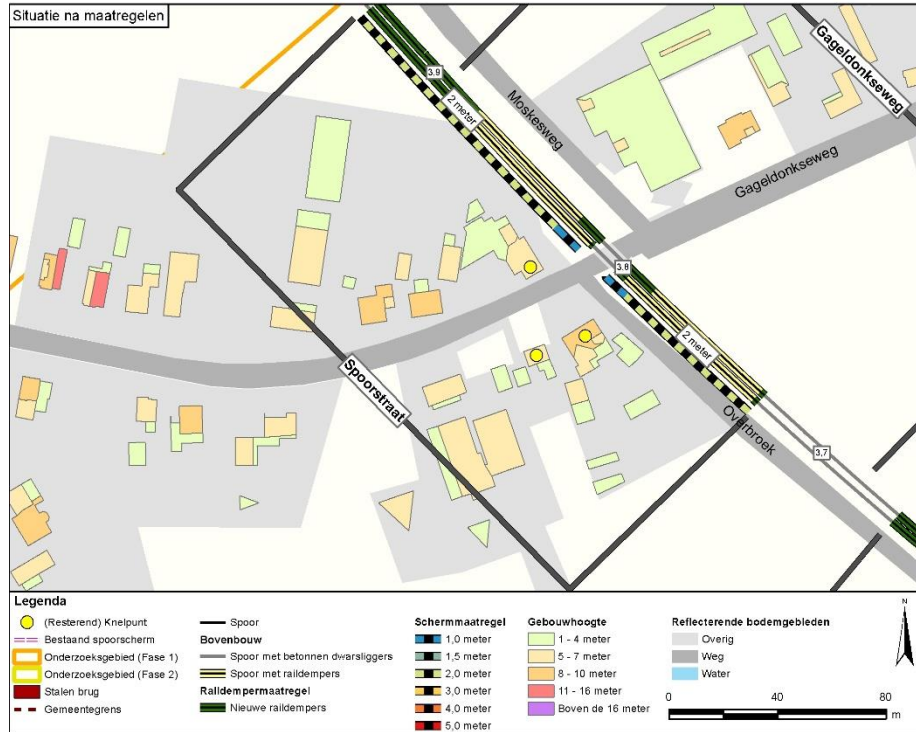 Situatie na maatregelen
3.9
2 meter
Moskesweg
Gageldonkseweg
Gageldonkseweg
3.8
2 meter
Spoorstraat
Overbroek
3.7
Legenda
(Resterend) Knelpunt
Bestaand spoorscherm
Onderzoeksgebied (Fase 1)
Onderzoeksgebied (Fase 2)
Stalen brug
Gemeentegrens
Spoor
Bovenbouw
Spoor met betonnen dwarsliggers
Spoor met raildempers
Raildempermaatregel
Nieuwe raildempers
Schermmaatregel
1,0 meter
1,5 meter
2,0 meter
3,0 meter
4,0 meter
5,0 meter
Gebouwhoogte
1 - 4 meter
5 - 7 meter
8 - 10 meter
11 - 16 meter
Boven de 16 meter
Reflecterende bodemgebieden
Overig
Weg
Water
N
0 40 80
m